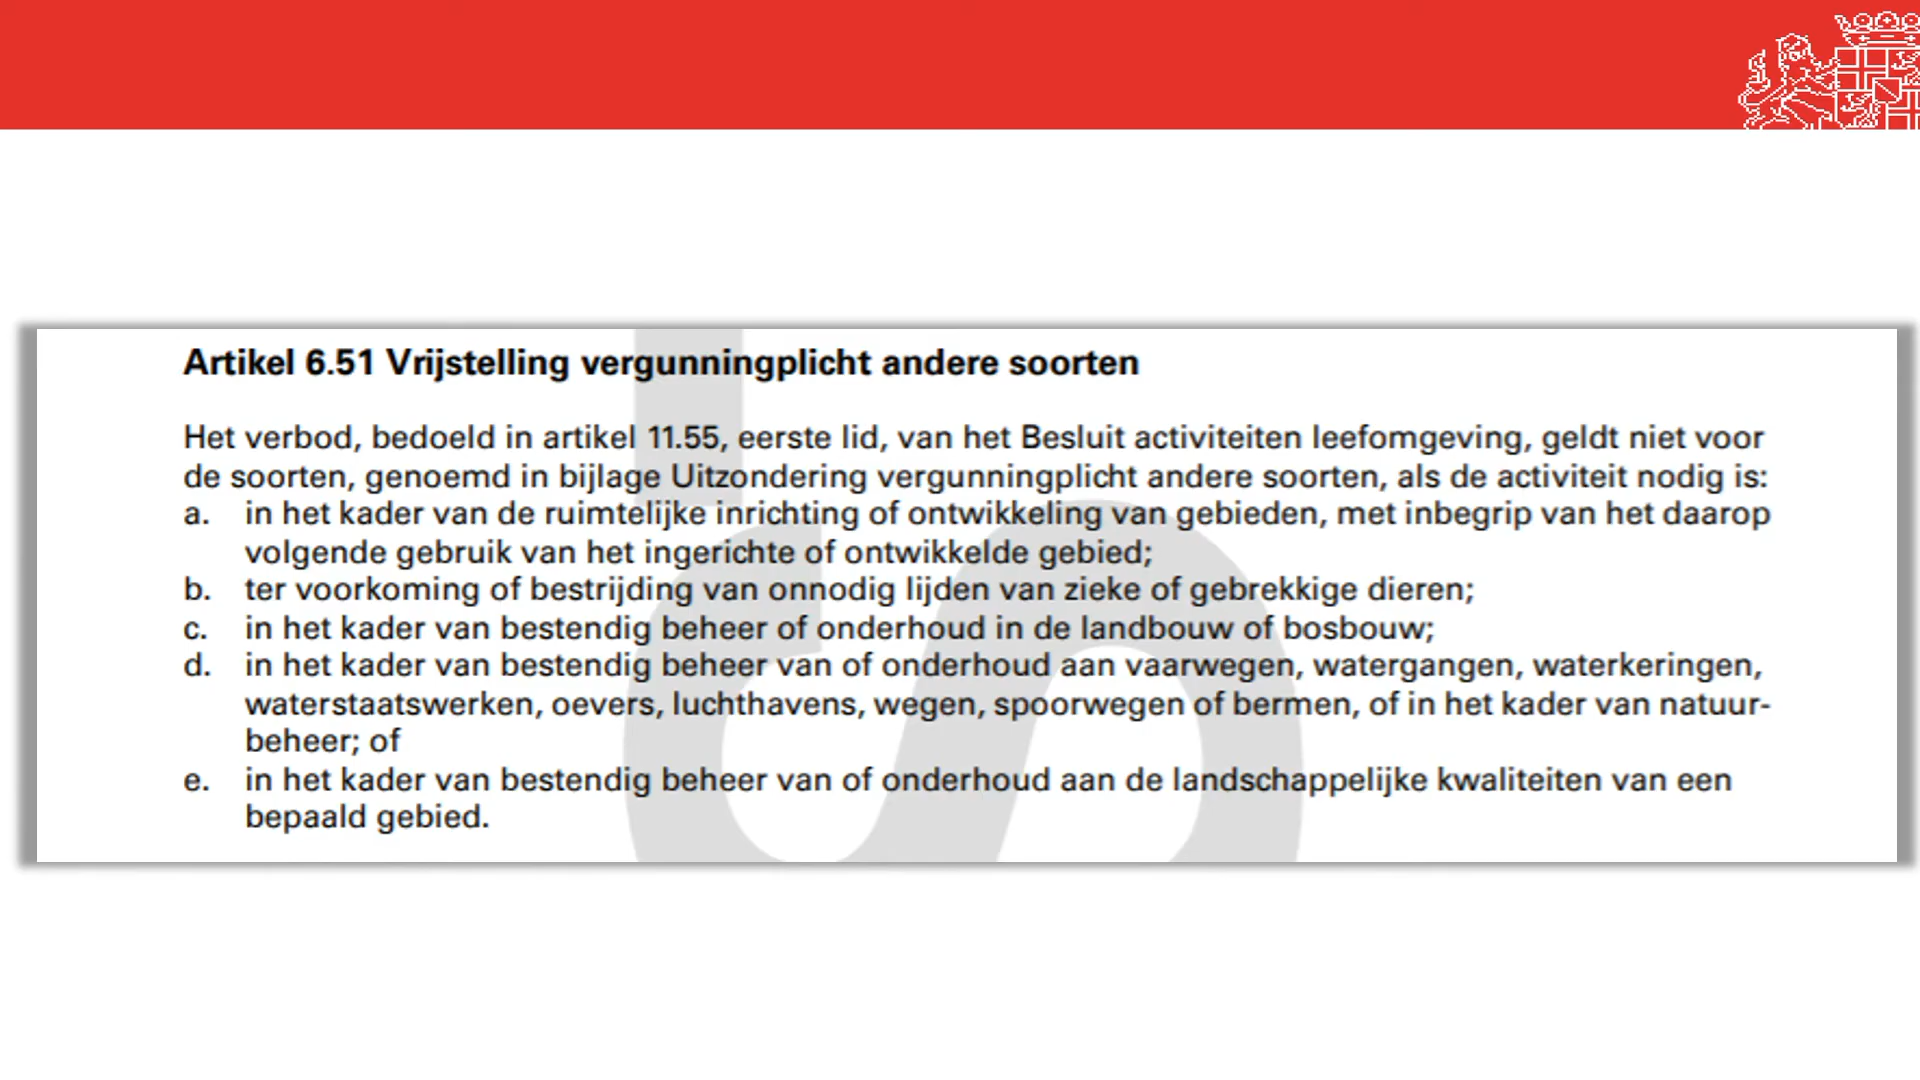 Artikel 6.51 Vrijstelling vergunningplicht andere soorten
Het verbod, bedoeld in artikel 11.55, eerste lid, van het Besluit activiteiten leefomgeving, geldt niet voor
de soorten, genoemd in bijlage Uitzondering vergunningplicht andere soorten, als de activiteit nodig is:
a. in het kader van de ruimtelijke inrichting of ontwikkeling van gebieden, met inbegrip van het daarop
volgende gebruik van het ingerichte of ontwikkelde gebied;
b. ter voorkoming of bestrijding van onnodig lijden van zieke of gebrekkige dieren;
c. in het kader van bestendig beheer of onderhoud in de landbouw of bosbouw;
d. in het kader van bestendig beheer van of onderhoud aan vaarwegen, watergangen, waterkeringen,
waterstaatswerken, oevers, luchthavens, wegen, spoorwegen of bermen, of in het kader van natuur-
beheer; of
e. in het kader van bestendig beheer van of onderhoud aan de landschappelijke kwaliteiten van een
bepaald gebied.